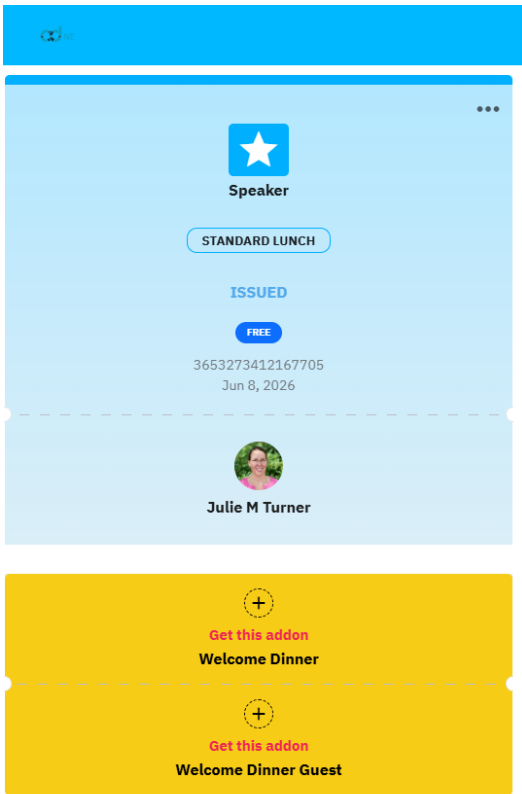 Speaker
STANDARD LUNCH
ISSUED
FREE
3653273412167705
Jun 8, 2026
Julie M Turner
Get this addon
Welcome Dinner
Get this addon
Welcome Dinner Guest